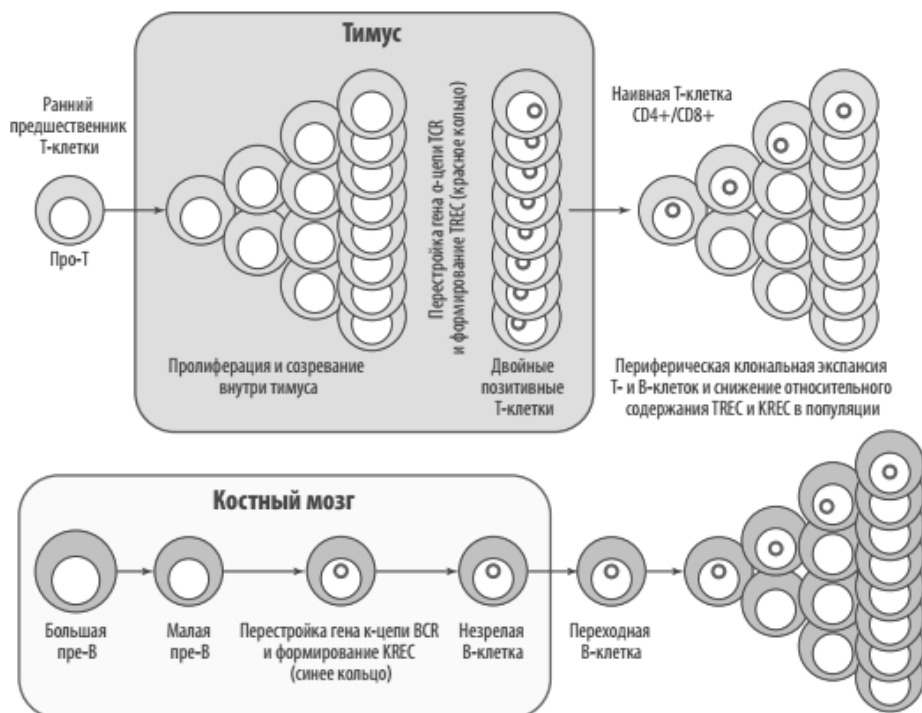 Тимус
Ранний
предшественник
Т-клетки
Про-Т
Перестройка гена α-цепи TCR
и формирование TREC (красное кольцо)
Наивная Т-клетка
CD4+/CD8+
Пролиферация и созревание
внутри тимуса
Двойные
позитивные
Т-клетки
Периферическая клональная экспансия
Т- и В-клеток и снижение относительного
содержания TREC и KREC в популяции
Костный мозг
Большая
пре-В
Малая
пре-В
Перестройка гена κ-цепи BCR
и формирование KREC
(синее кольцо)
Незрелая
В-клетка
Переходная
В-клетка